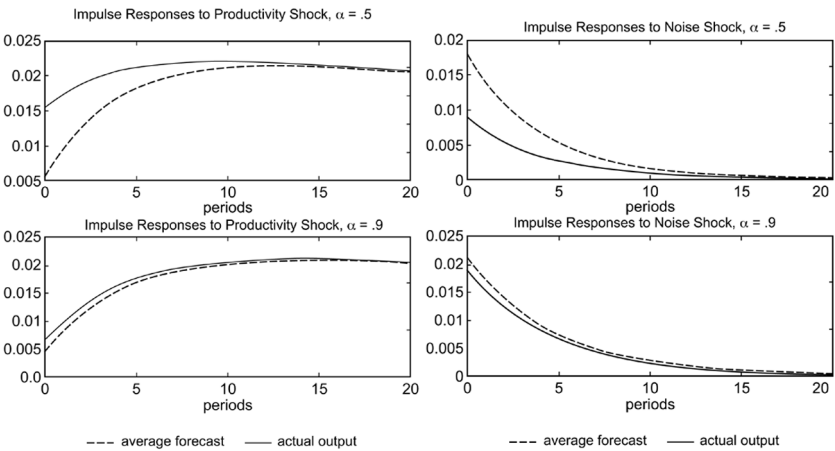 Impulse Responses to Productivity Shock, α = .5
0.025
0.020
0.015
0.01
0.005
0 5 10 15 20
periods
Impulse Responses to Noise Shock, α = .5
0.02
0.015
0.01
0.005
0
0 5 10 15 20
periods
Impulse Responses to Productivity Shock, α = .9
0.025
0.02
0.015
0.01
0.005
0.0
0 5 10 15 20
periods
Impulse Responses to Noise Shock, α = .9
0.025
0.02
0.015
0.01
0.005
0
0 5 10 15 20
periods
average forecast actual output
average forecast actual output